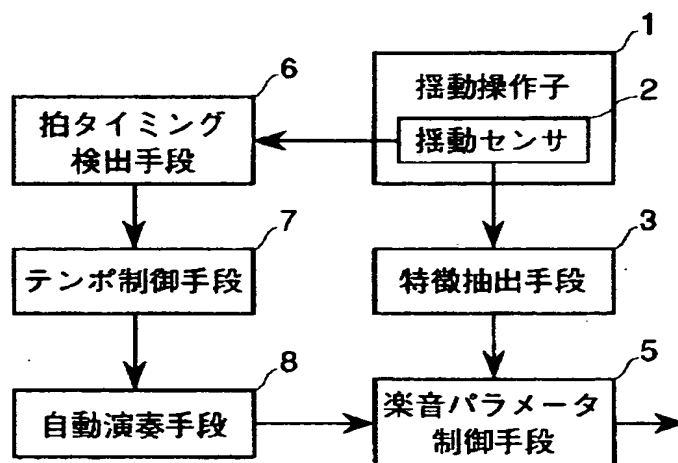 1
揺動操作子
2
揺動センサ
6
拍タイミング
検出手段
7
テンポ制御手段
3
特徴抽出手段
8
自動演奏手段
5
楽音パラメータ
制御手段